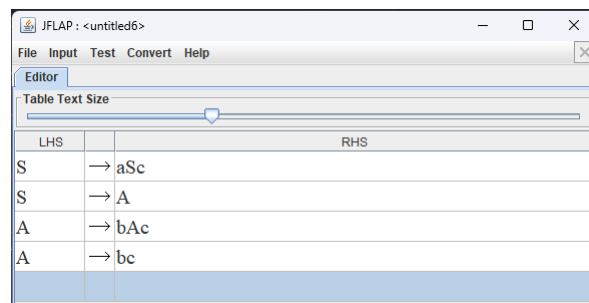 JFLAP : <untitled6>
File Input Test Convert Help
Editor
Table Text Size
LHS RHS
S → aSc
S → A
A → bAc
A → bc